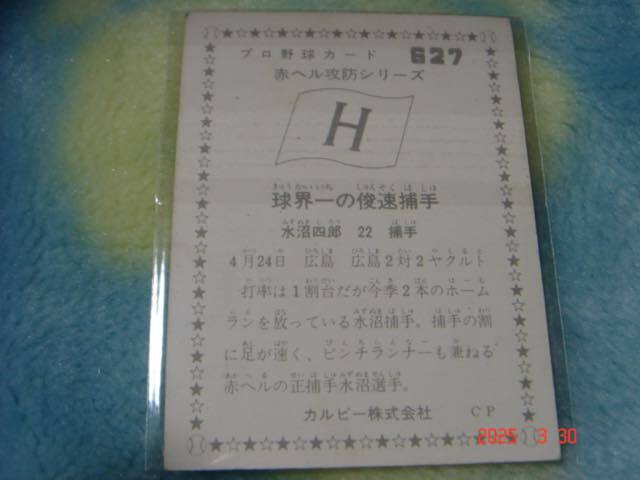 プロ野球カード 627
赤ヘル攻防シリーズ
H
球界一の俊速捕手
水沼四郎 22 捕手
4月24日 広島 広島2対2ヤクルト
打率は1割台だが今季2本のホーム
ランを放っている水沼捕手。捕手の割
に足が速く、ピンチランナーも兼ねる
赤ヘルの正捕手水沼選手。
カルビー株式会社 CP
2025 3 30